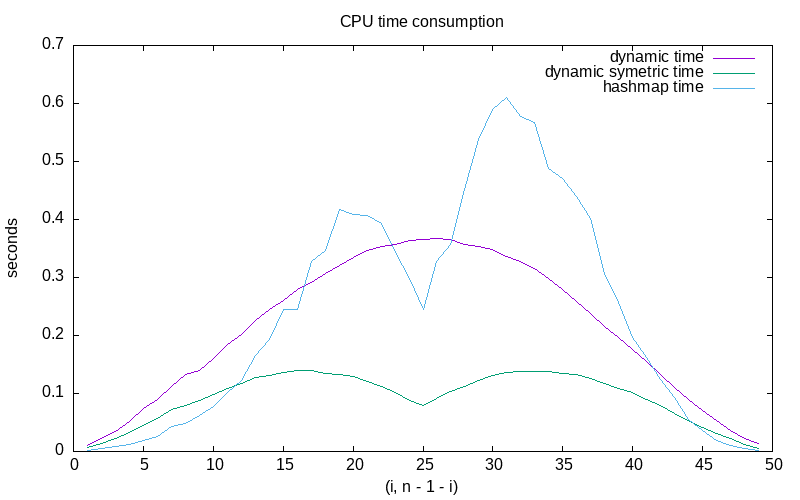 CPU time consumption
0.7
0.6
0.5
0.4
0.3
0.2
0.1
0
seconds
dynamic time
dynamic symetric time
hashmap time
0 5 10 15 20 25 30 35 40 45 50
(i, n - 1 - i)